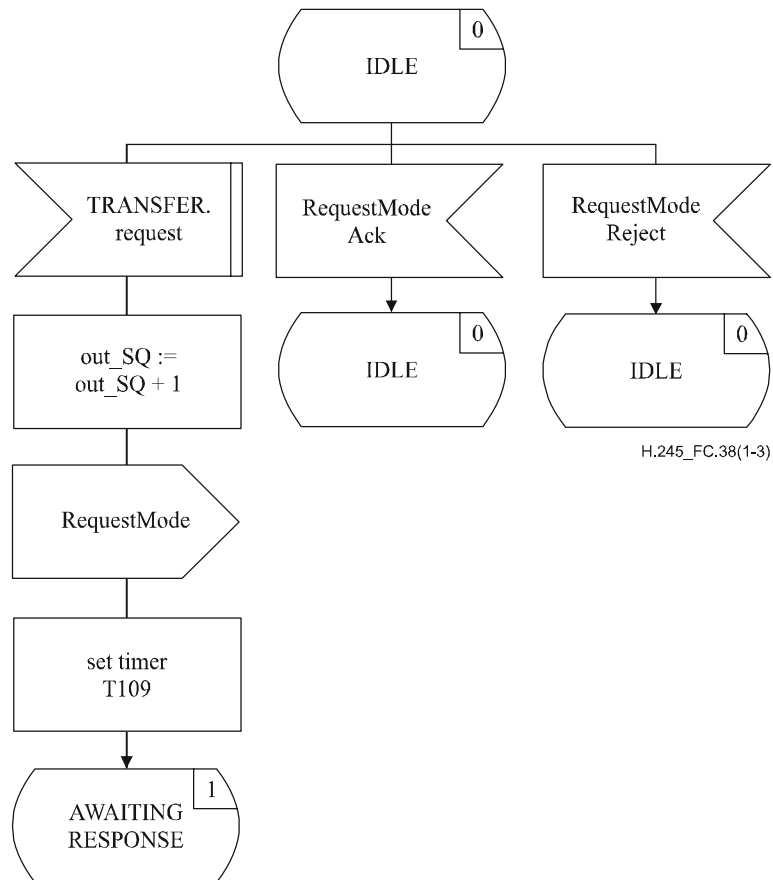 0
IDLE
TRANSFER.
request
RequestMode
Ack
RequestMode
Reject
out_SQ :=
out_SQ + 1
0
IDLE
0
IDLE
H.245_FC.38(1-3)
RequestMode
set timer
T109
1
AWAITING
RESPONSE